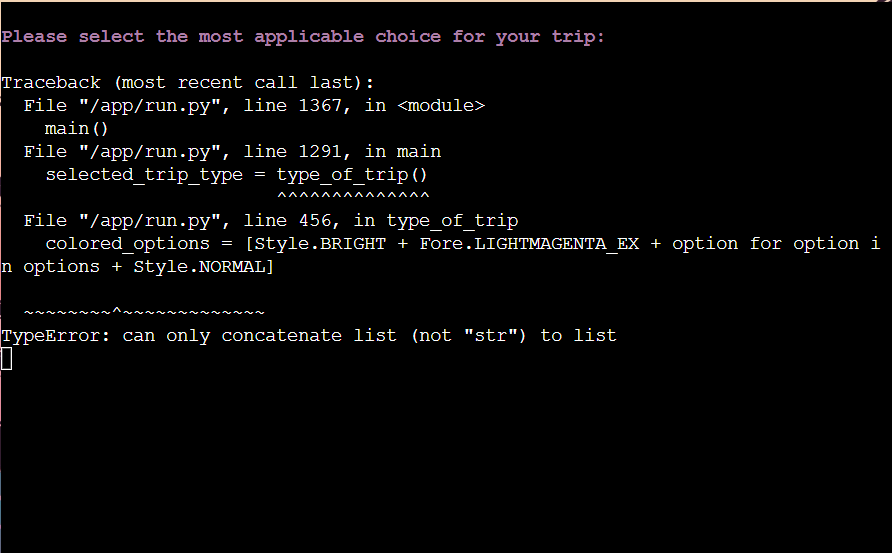 Please select the most applicable choice for your trip:
Traceback (most recent call last):
  File "/app/run.py", line 1367, in <module>
    main()
  File "/app/run.py", line 1291, in main
    selected_trip_type = type_of_trip()
                         ^^^^^^^^^^^^^^
  File "/app/run.py", line 456, in type_of_trip
    colored_options = [Style.BRIGHT + Fore.LIGHTMAGENTA_EX + option for option i
n options + Style.NORMAL]
  ~~~~~~~~^~~~~~~~~~~~~~
TypeError: can only concatenate list (not "str") to list